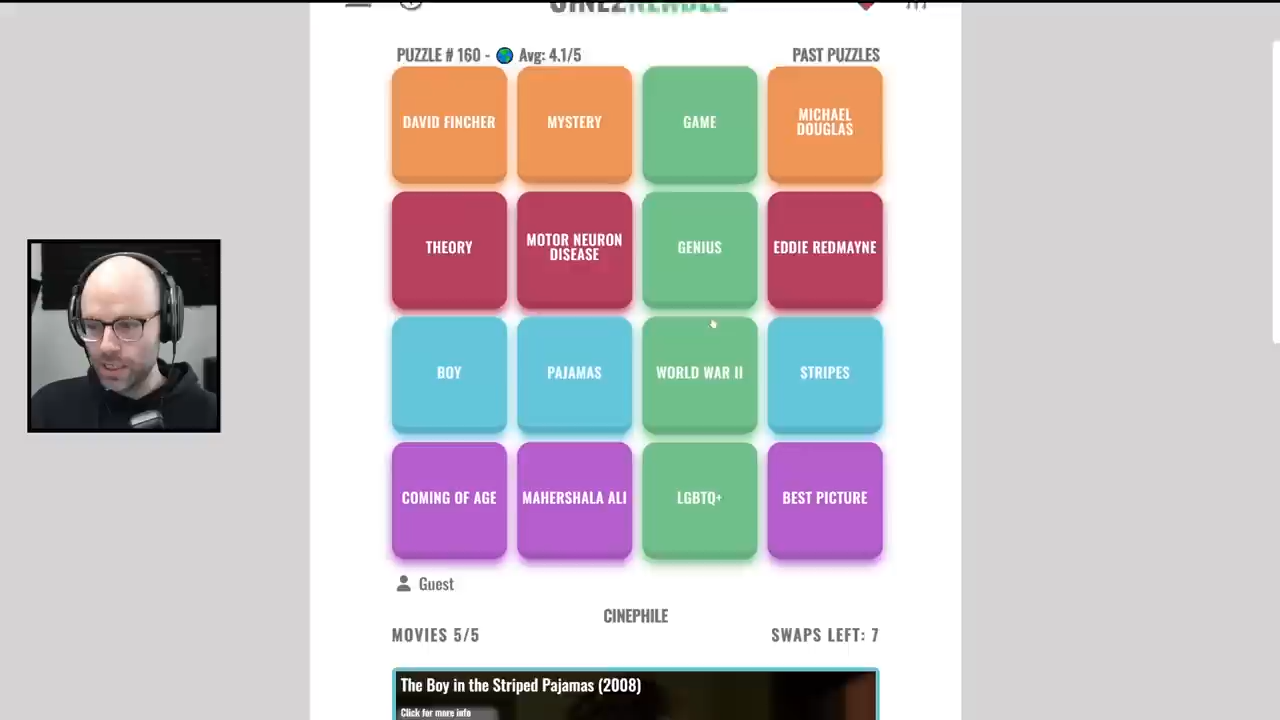 CINE2NERDLE
PUZZLE # 160 - Avg: 4.1/5
PAST PUZZLES
DAVID FINCHER
MYSTERY
GAME
MICHAEL
DOUGLAS
THEORY
MOTOR NEURON
DISEASE
GENIUS
EDDIE REDMAYNE
BOY
PAJAMAS
WORLD WAR II
STRIPES
COMING OF AGE
MAHERSHALA ALI
LGBTQ+
BEST PICTURE
Guest
CINEPHILE
MOVIES 5/5
SWAPS LEFT: 7
The Boy in the Striped Pajamas (2008)
Click for more info